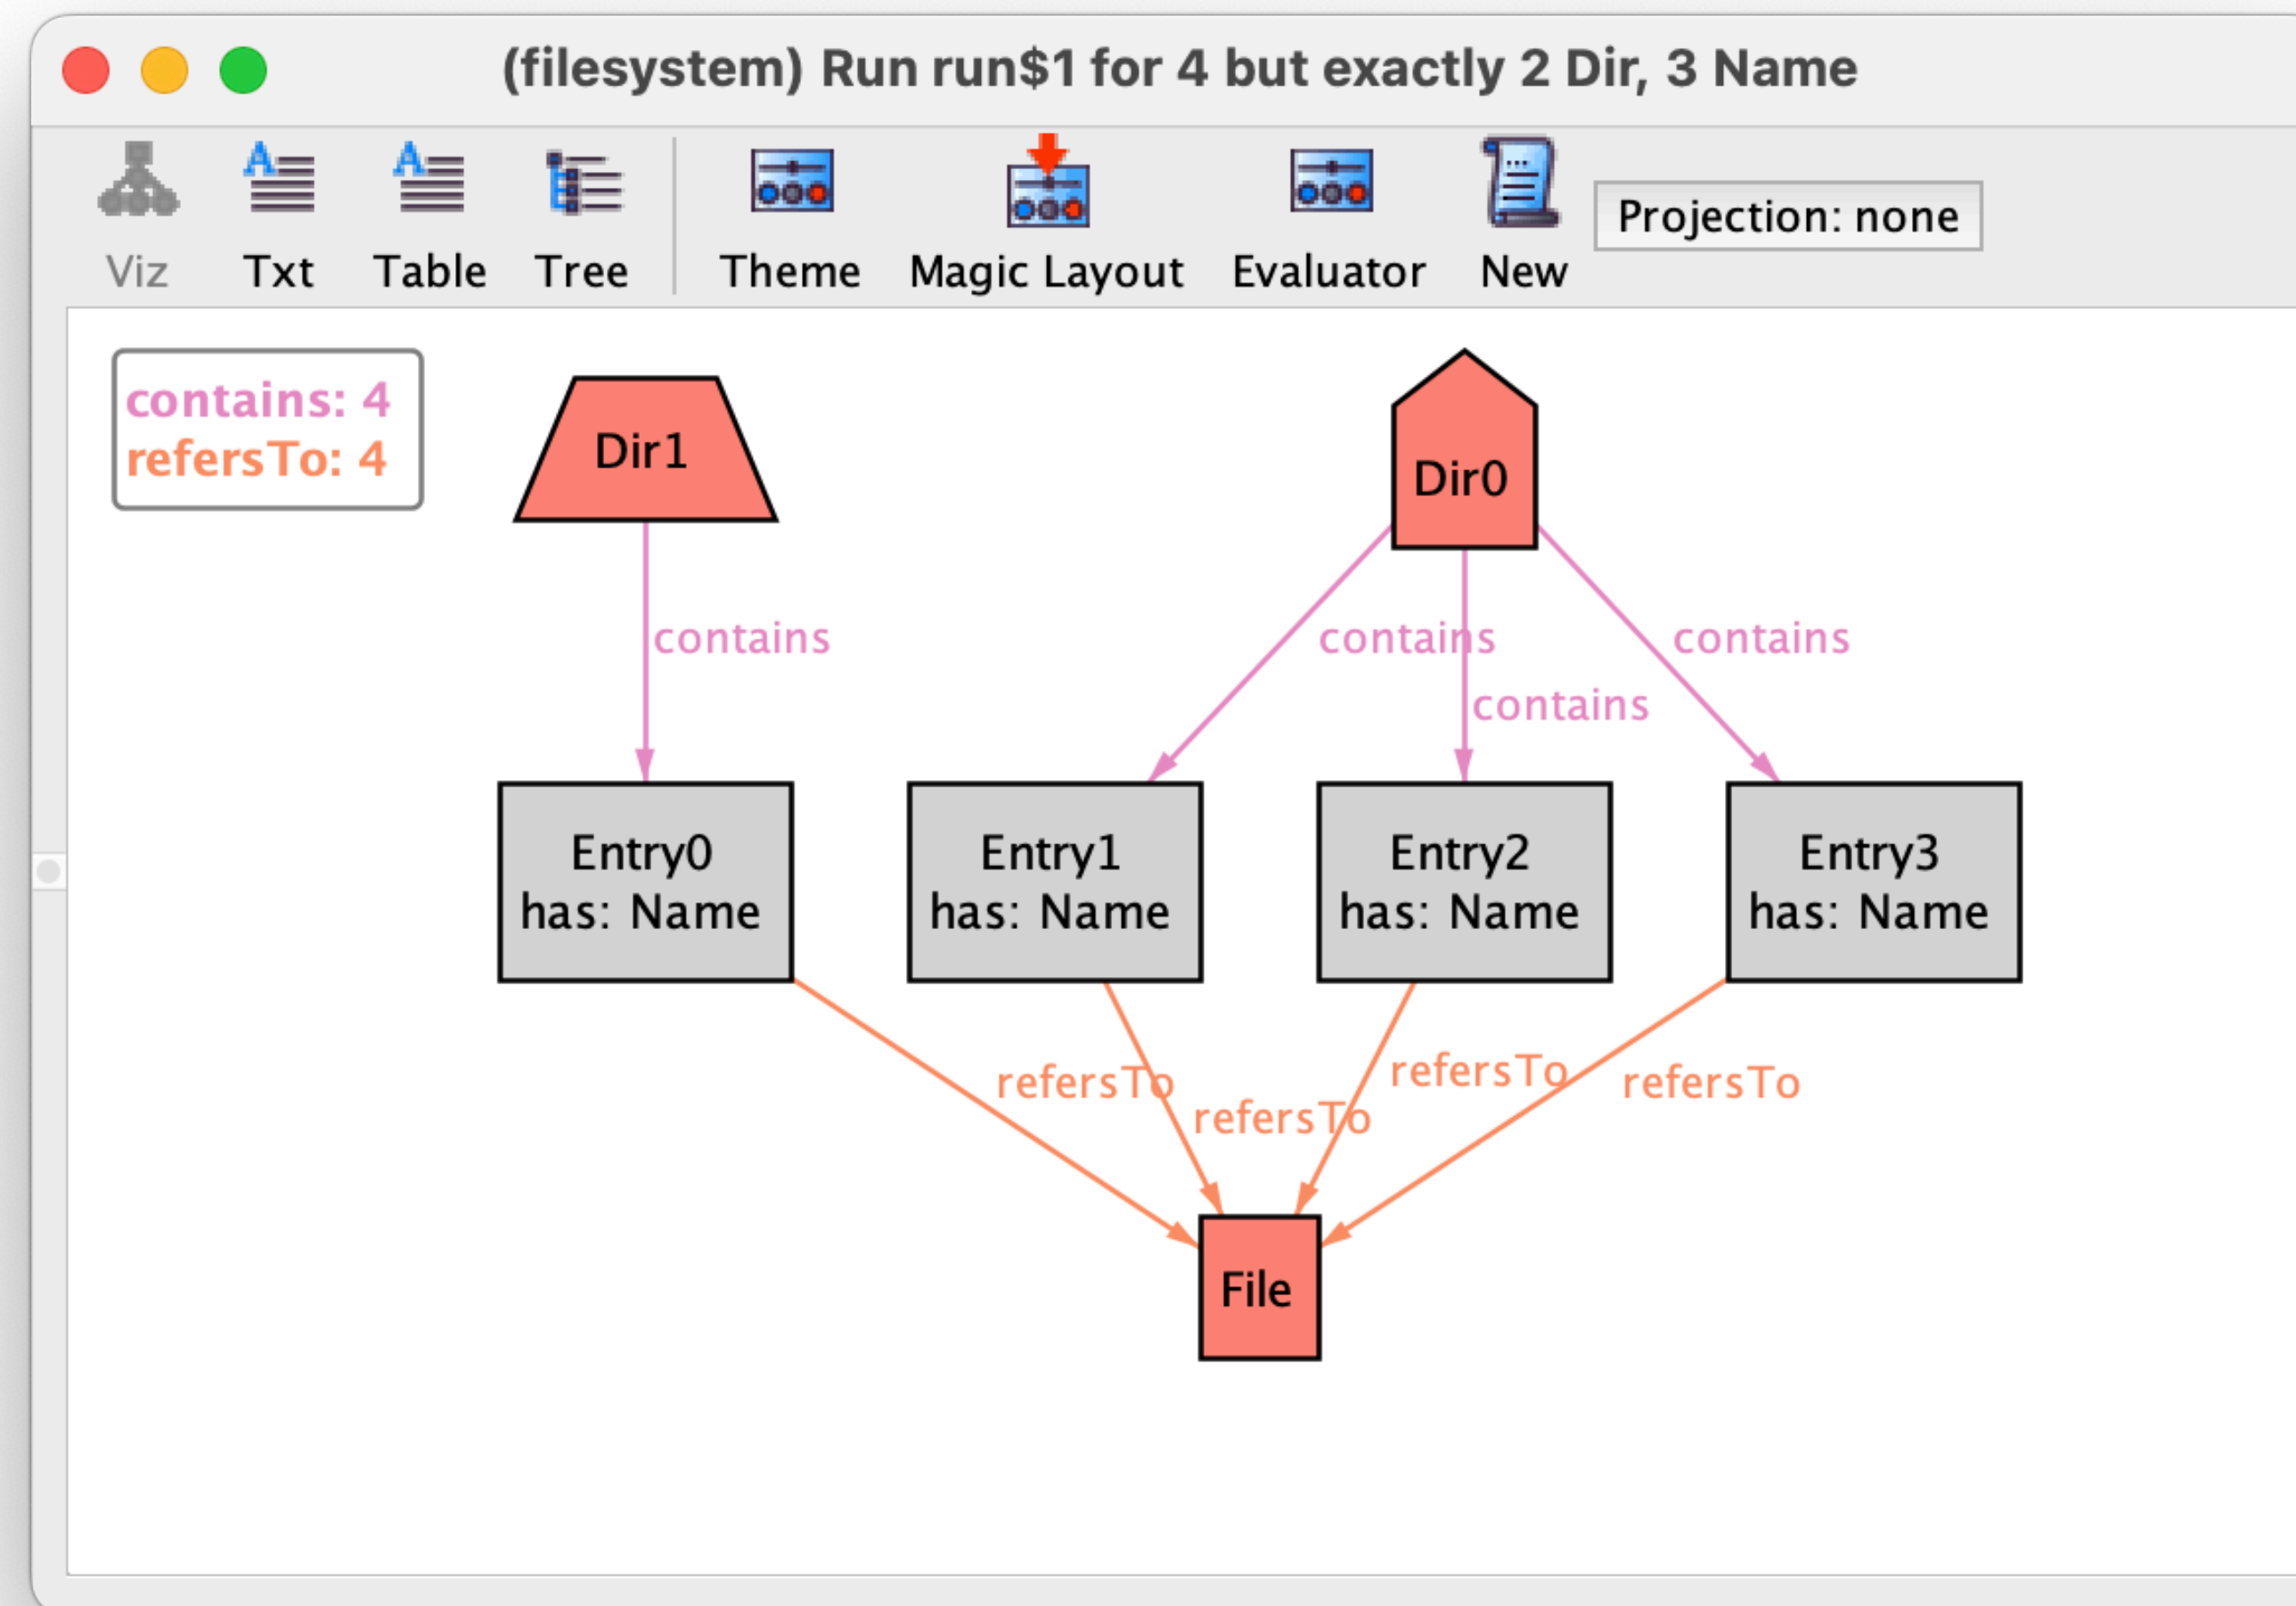 (filesystem) Run run$1 for 4 but exactly 2 Dir, 3 Name
Viz Txt Table Tree Theme Magic Layout Evaluator New Projection: none
contains: 4
refersTo: 4
Dir1
Dir0
contains
contains
contains
contains
Entry0
has: Name
Entry1
has: Name
Entry2
has: Name
Entry3
has: Name
refersTo
refersTo
refersTo
refersTo
File